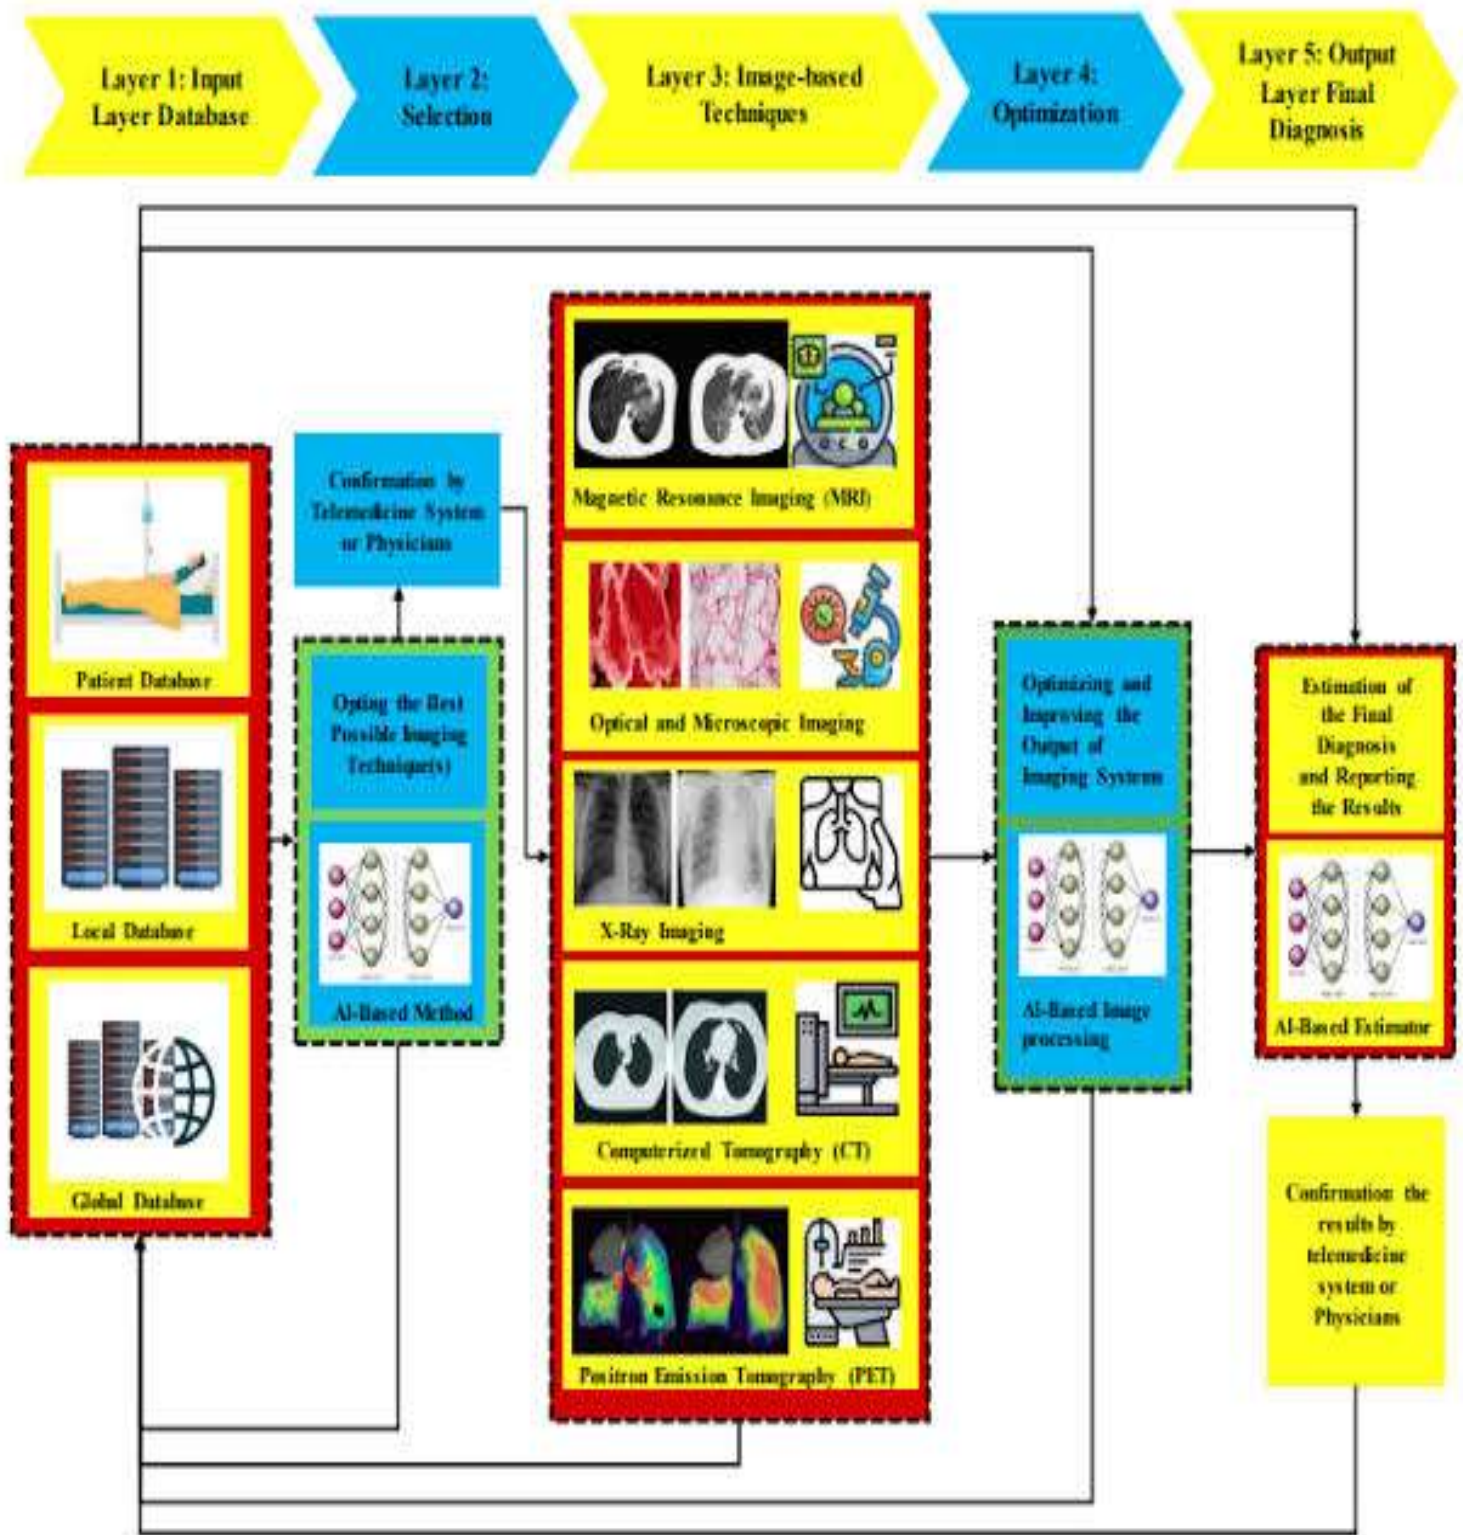 Layer 1: Input
Layer Database
Layer 2:
Selection
Layer 3: Image-based
Techniques
Layer 4:
Optimization
Layer 5: Output
Layer Final
Diagnosis
Patient Database
Local Database
Global Database
Confirmation by
Telemedicine System
or Physicians
Opting the Best
Possible Imaging
Technique(s)
AI-Based Method
Magnetic Resonance Imaging (MRI)
Optical and Microscopic Imaging
X-Ray Imaging
Computerized Tomography (CT)
Positron Emission Tomography (PET)
Optimizing and
Improving the
Output of
Imaging Systems
AI-Based Image
processing
Estimation of
the Final
Diagnosis
and Reporting
the Results
AI-Based Estimator
Confirmation the
results by
telemedicine
system or
Physicians